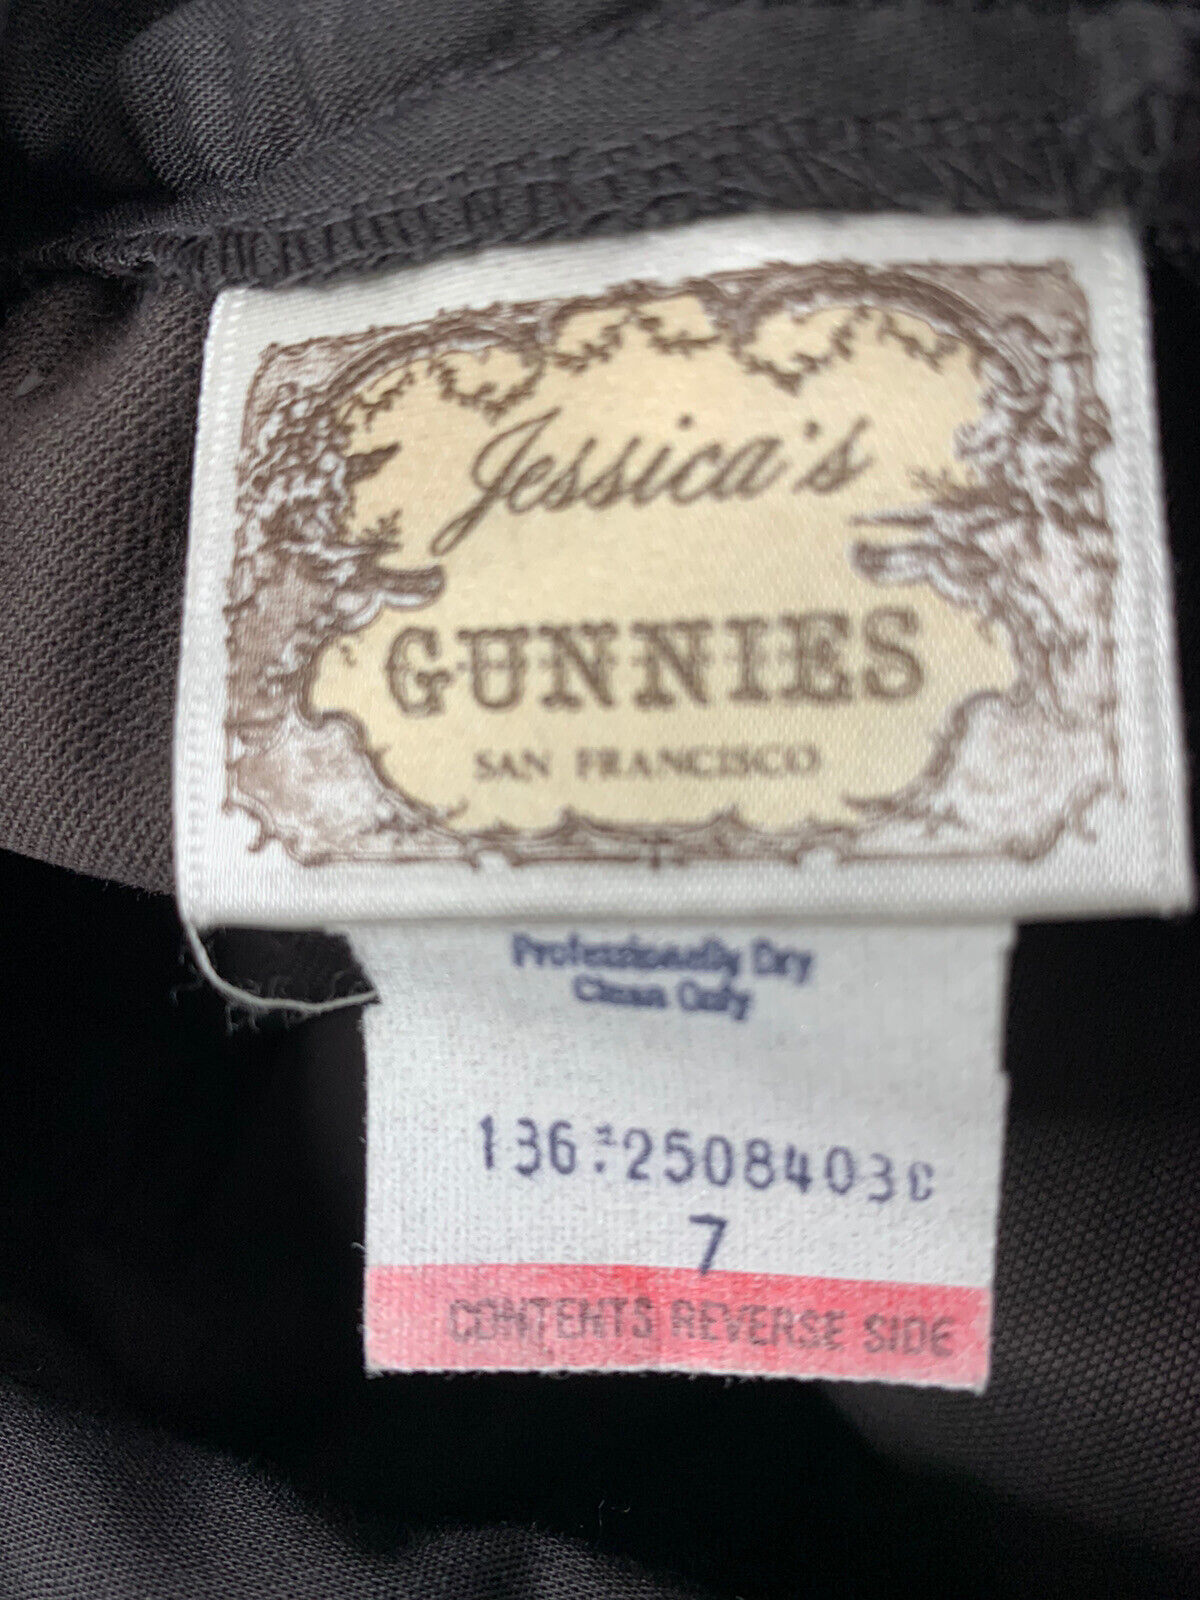 Jessica's
GUNNIES
SAN FRANCISCO
Professionally Dry
Clean Only
136:25084030
7
CONTENTS REVERSE SIDE